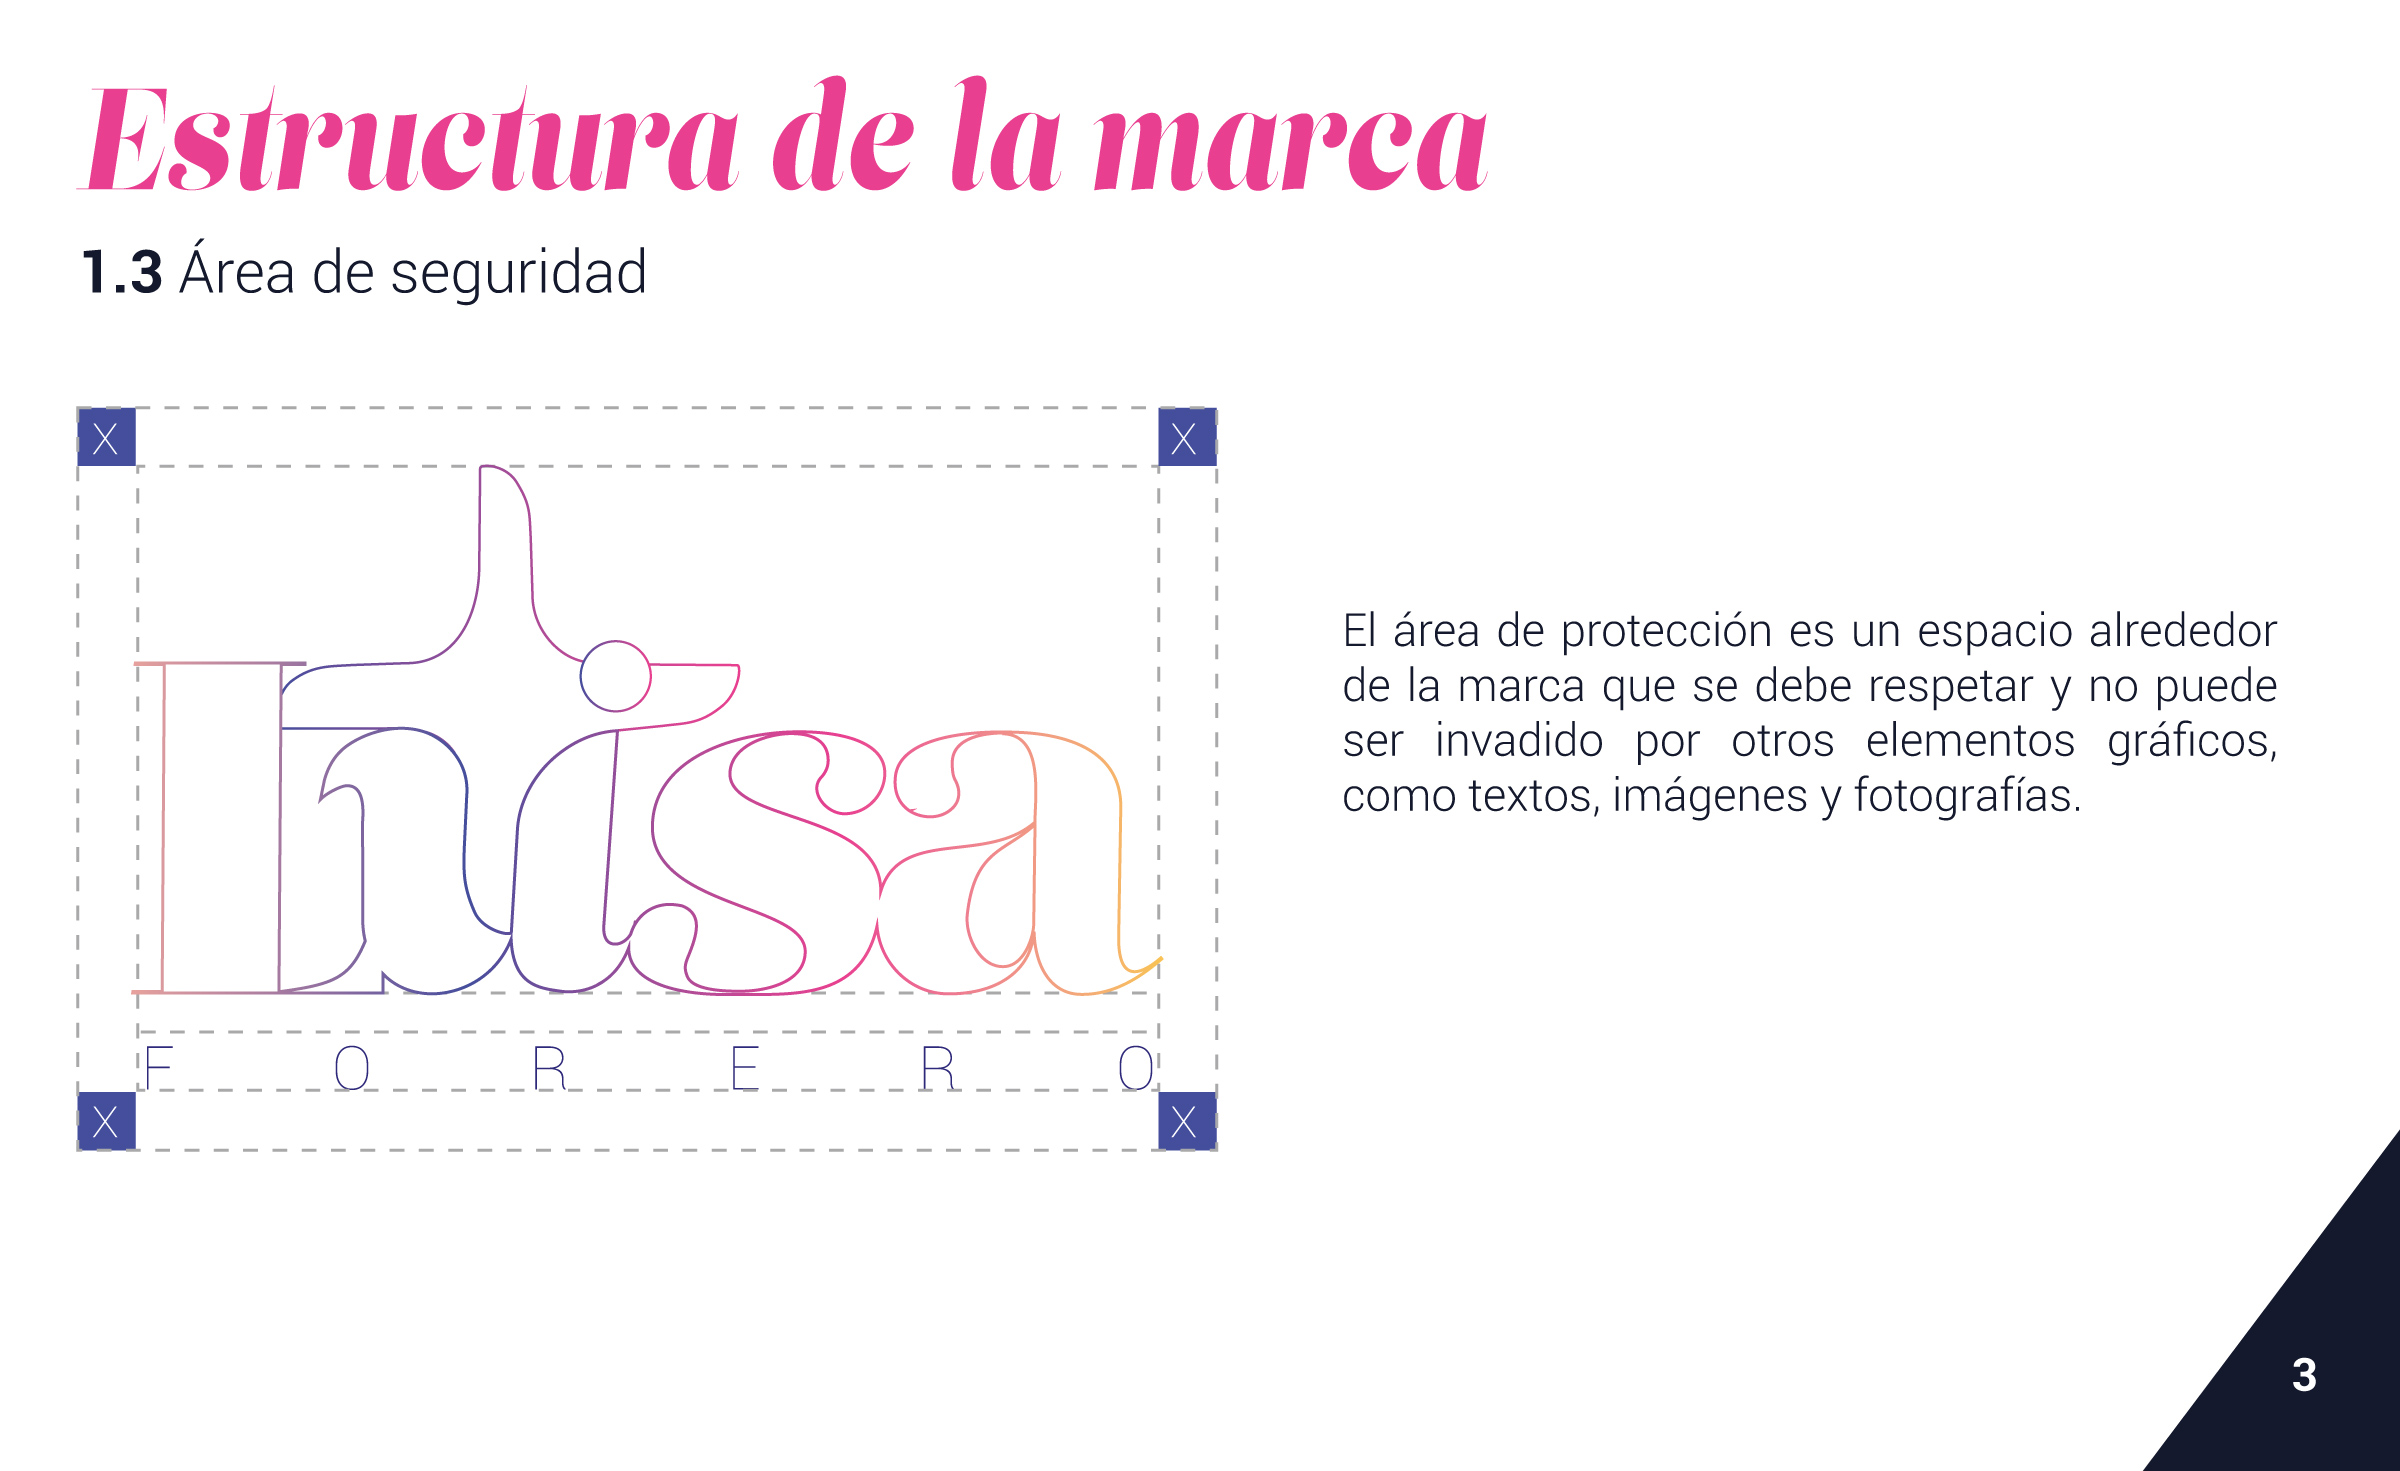 Estructura de la marca
1.3 Área de seguridad
X X
F O R E R O
X X
El área de protección es un espacio alrededor
de la marca que se debe respetar y no puede
ser invadido por otros elementos gráficos,
como textos, imágenes y fotografías.
3